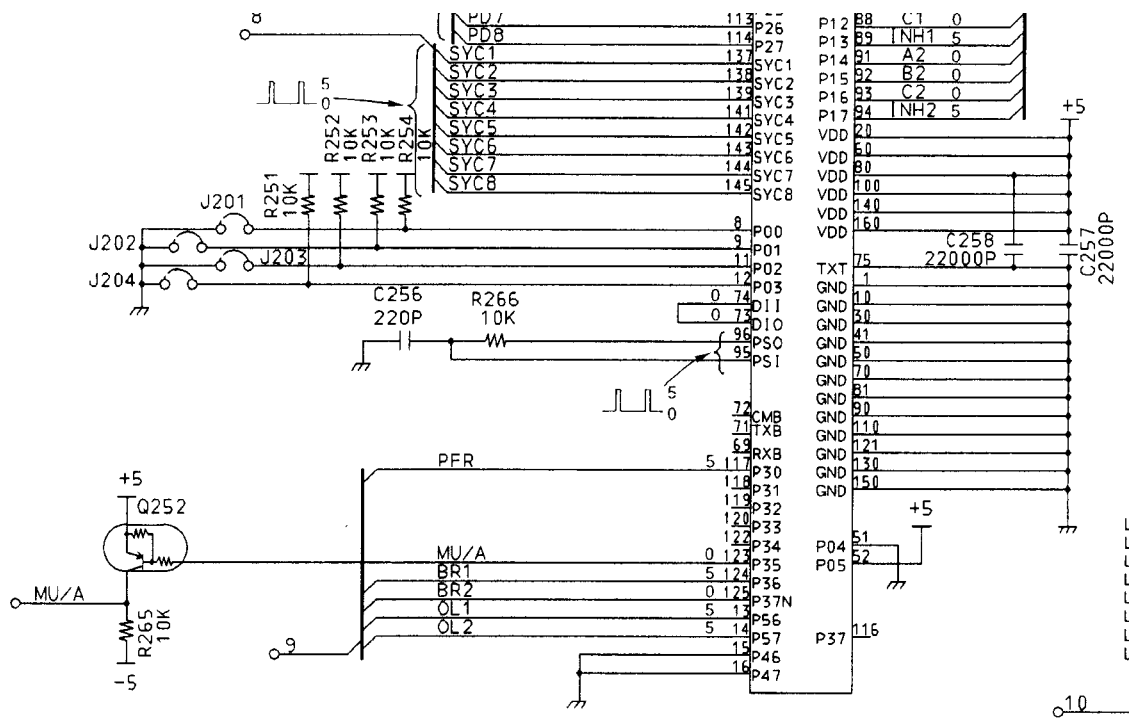 8
PD7 113 P26
PD8 114 P27
SYC1 137 SYC1
SYC2 138 SYC2
SYC3 139 SYC3
SYC4 141 SYC4
SYC5 142 SYC5
SYC6 143 SYC6
SYC7 144 SYC7
SYC8 145 SYC8
5
0
R251 10K
R252 10K
R253 10K
R254 10K
J201
J202
J203
J204
8 P00
9 P01
11 P02
12 P03
0 74 DII
0 73 DIO
96 PSO
95 PSI
C256
220P
R266
10K
5
0
72 CMB
71 TXB
69 RXB
PFR 5 117 P30
118 P31
119 P32
120 P33
122 P34
MU/A 0 123 P35
BR1 5 124 P36
BR2 0 125 P37N
OL1 5 13 P56
OL2 5 14 P57
15 P46
16 P47
+5
Q252
MU/A
R265 10K
-5
9
P12 88 C1 0
P13 89 INH1 5
P14 91 A2 0
P15 92 B2 0
P16 93 C2 0
P17 94 INH2 5
+5
VDD 20
VDD 60
VDD 80
VDD 100
VDD 140
VDD 160
C258
22000P
C257
22000P
TXT 75
GND 1
GND 10
GND 30
GND 41
GND 50
GND 70
GND 81
GND 90
GND 110
GND 121
GND 130
GND 150
+5
P04 51
P05 52
P37 116
10